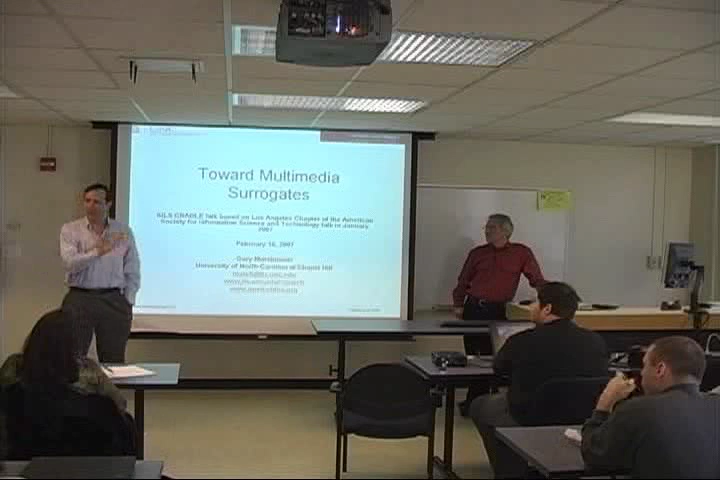 Toward Multimedia
Surrogates
SILS CRADLE talk based on Los Angeles Chapter of the American
Society for Information Science and Technology talk in January
2007
February 16, 2007
Gary Marchionini
University of North Carolina at Chapel Hill